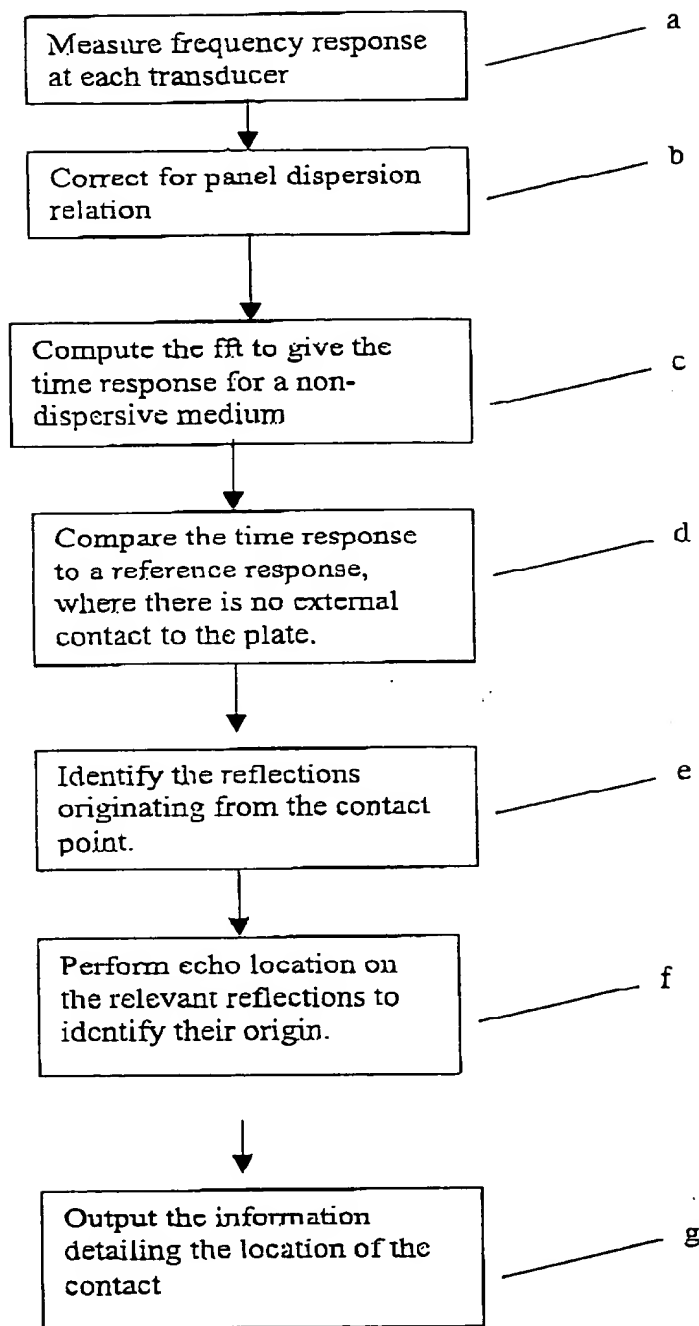 Measure frequency response
at each transducer
a
Correct for panel dispersion
relation
b
Compute the fft to give the
time response for a non-
dispersive medium
c
Compare the time response
to a reference response,
where there is no external
contact to the plate.
d
Identify the reflections
originating from the contact
point.
e
Perform echo location on
the relevant reflections to
identify their origin.
f
Output the information
detailing the location of the
contact
g